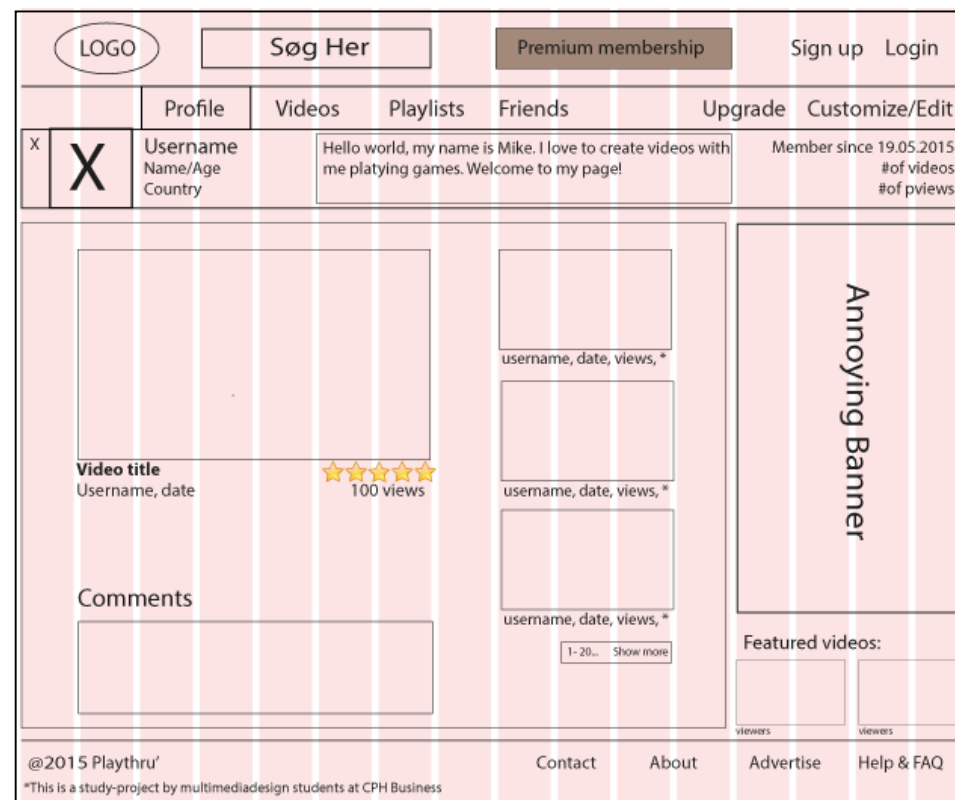 LOGO
Søg Her
Premium membership
Sign up
Login
Profile
Videos
Playlists
Friends
Upgrade
Customize/Edit
X
X
Username
Name/Age
Country
Hello world, my name is Mike. I love to create videos with
me platying games. Welcome to my page!
Member since 19.05.2015
#of videos
#of pviews
Video title
Username, date
100 views
Comments
username, date, views, *
username, date, views, *
username, date, views, *
1- 20... Show more
Annoying Banner
Featured videos:
viewers
viewers
@2015 Playthru’
Contact
About
Advertise
Help & FAQ
*This is a study-project by multimediadesign students at CPH Business